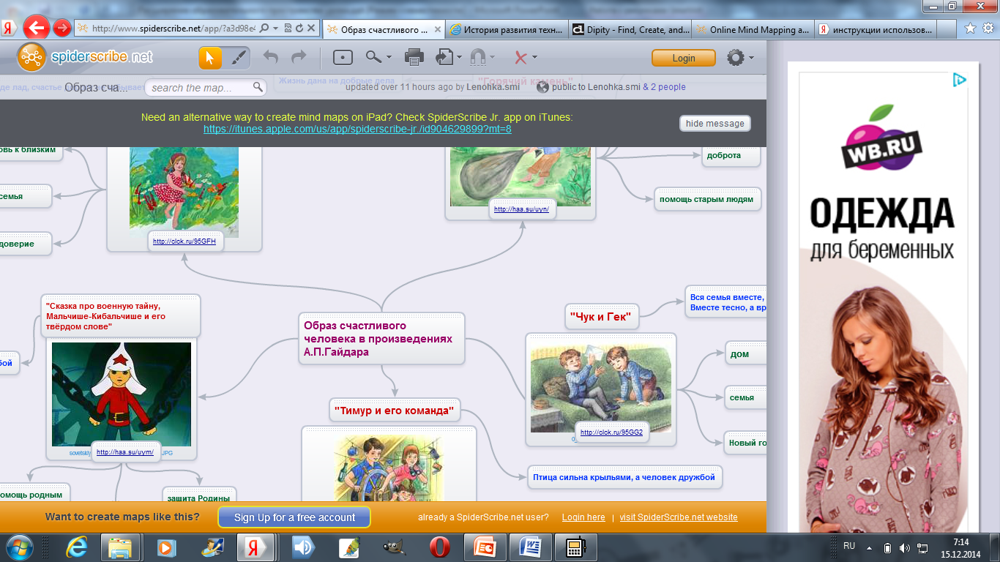 http://www.spiderscribe.net/app/?a3d98e4
Образ счастливого ...
История развития техн...
Dipity - Find, Create, and...
Online Mind Mapping a...
инструкции использов...
spiderscribe.net
Login
Жизнь дана на добрые дела
"Горячий камень"
Образ сча...
search the map...
updated over 11 hours ago by Lenohka.smi
public to Lenohka.smi & 2 people
Need an alternative way to create mind maps on iPad? Check SpiderScribe Jr. app on iTunes:
https://itunes.apple.com/us/app/spiderscribe-jr./id904629899?mt=8
hide message
овь к близким
семья
доверие
http://clck.ru/95GFH
http://haa.su/uyn/
доброта
помощь старым людям
"Сказка про военную тайну,
Мальчише-Кибальчише и его
твёрдом слове"
бой
sovetskiy
http://haa.su/uym/
JPG
омощь родным
защита Родины
Образ счастливого
человека в произведениях
А.П.Гайдара
"Тимур и его команда"
Птица сильна крыльями, а человек дружбой
"Чук и Гек"
Вся семья вместе,
Вместе тесно, а вр
http://clck.ru/95GG2
дом
семья
Новый го
WB.RU
ОДЕЖДА
для беременных
Want to create maps like this?
Sign Up for a free account
already a SpiderScribe.net user?
Login here
|
visit SpiderScribe.net website
RU
7:14
15.12.2014